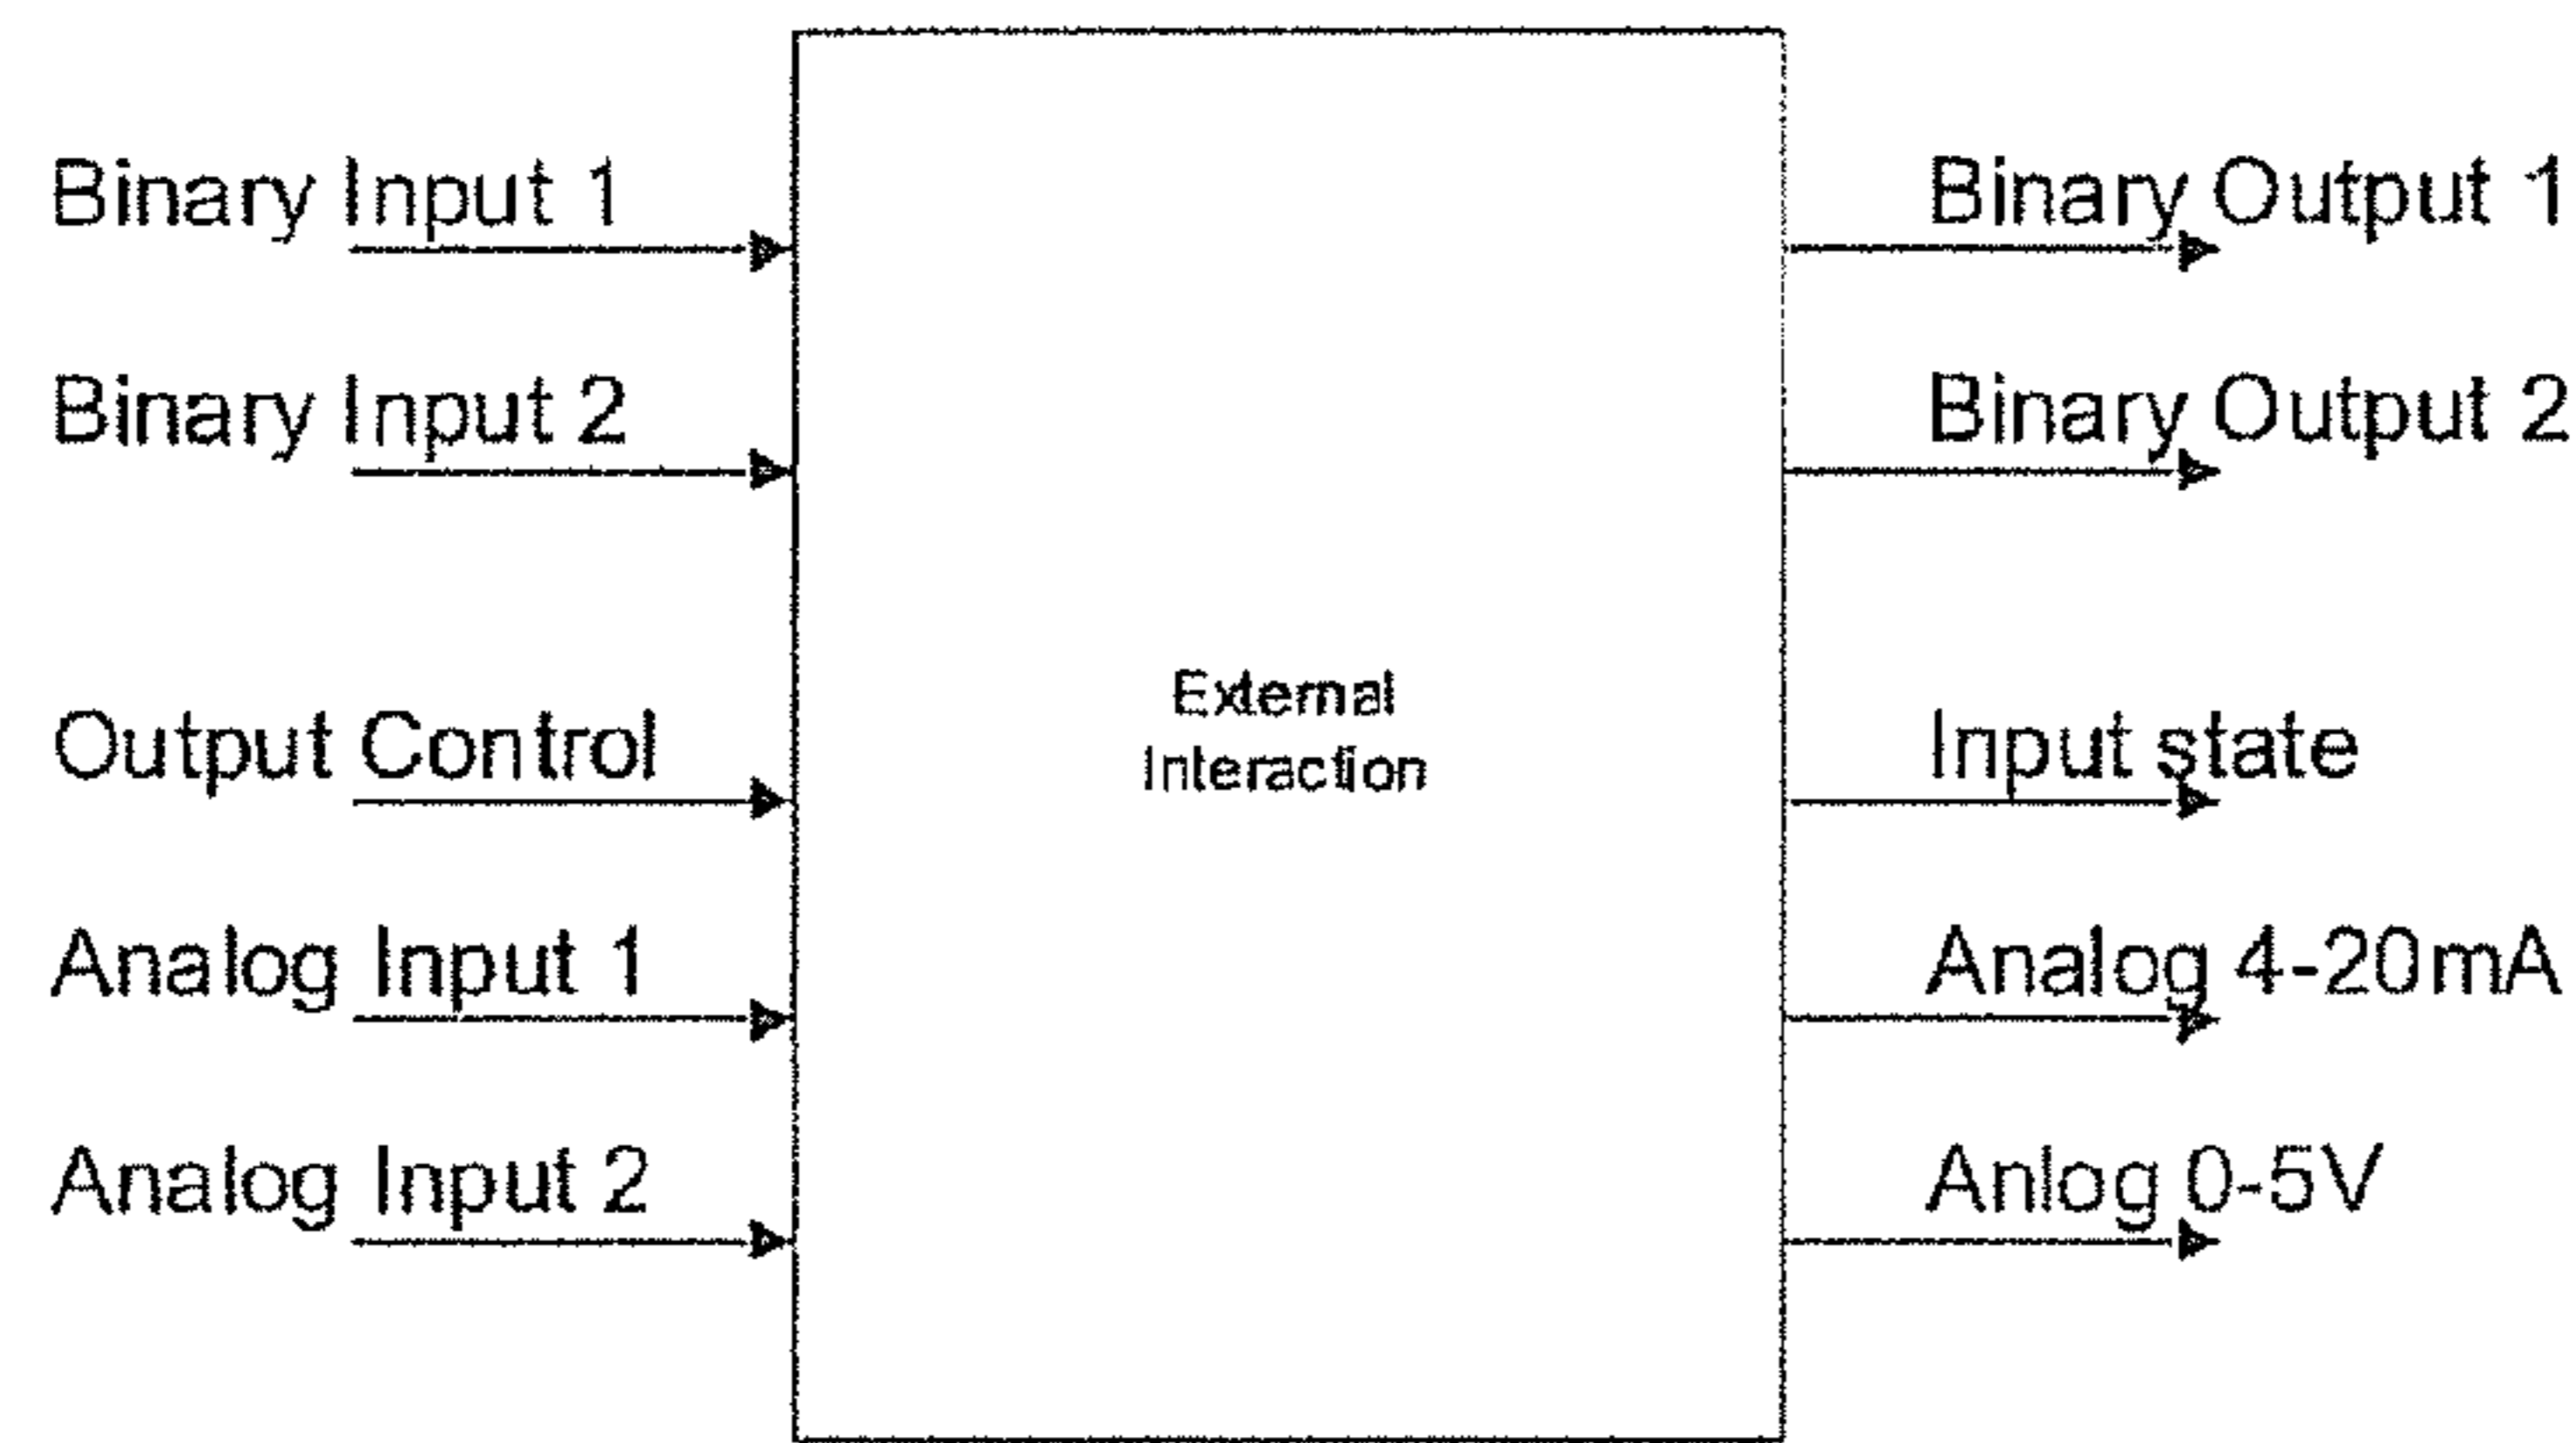 Binary Input 1
Binary Input 2
Output Control
Analog Input 1
Analog Input 2
External
Interaction
Binary Output 1
Binary Output 2
Input state
Analog 4-20mA
Anlog 0-5V